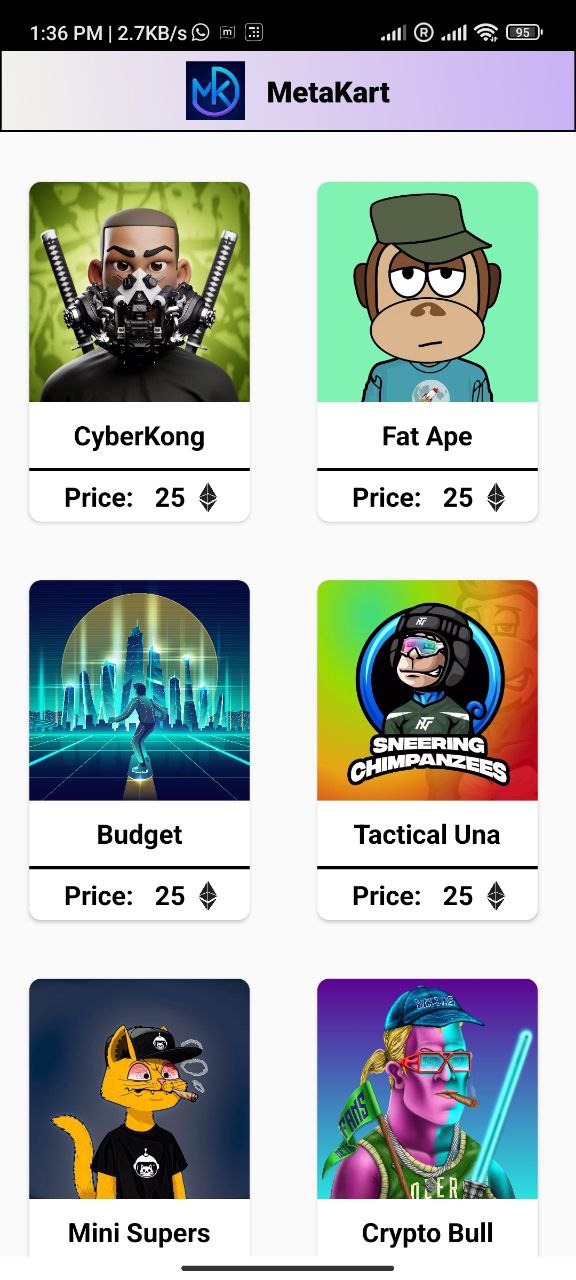 1:36 PM | 2.7KB/s
m
R
95
MK
MetaKart
CyberKong
Fat Ape
Price: 25
Price: 25
SNEERING
CHIMPANZEES
Budget
Tactical Una
Price: 25
Price: 25
FANS
Mini Supers
Crypto Bull